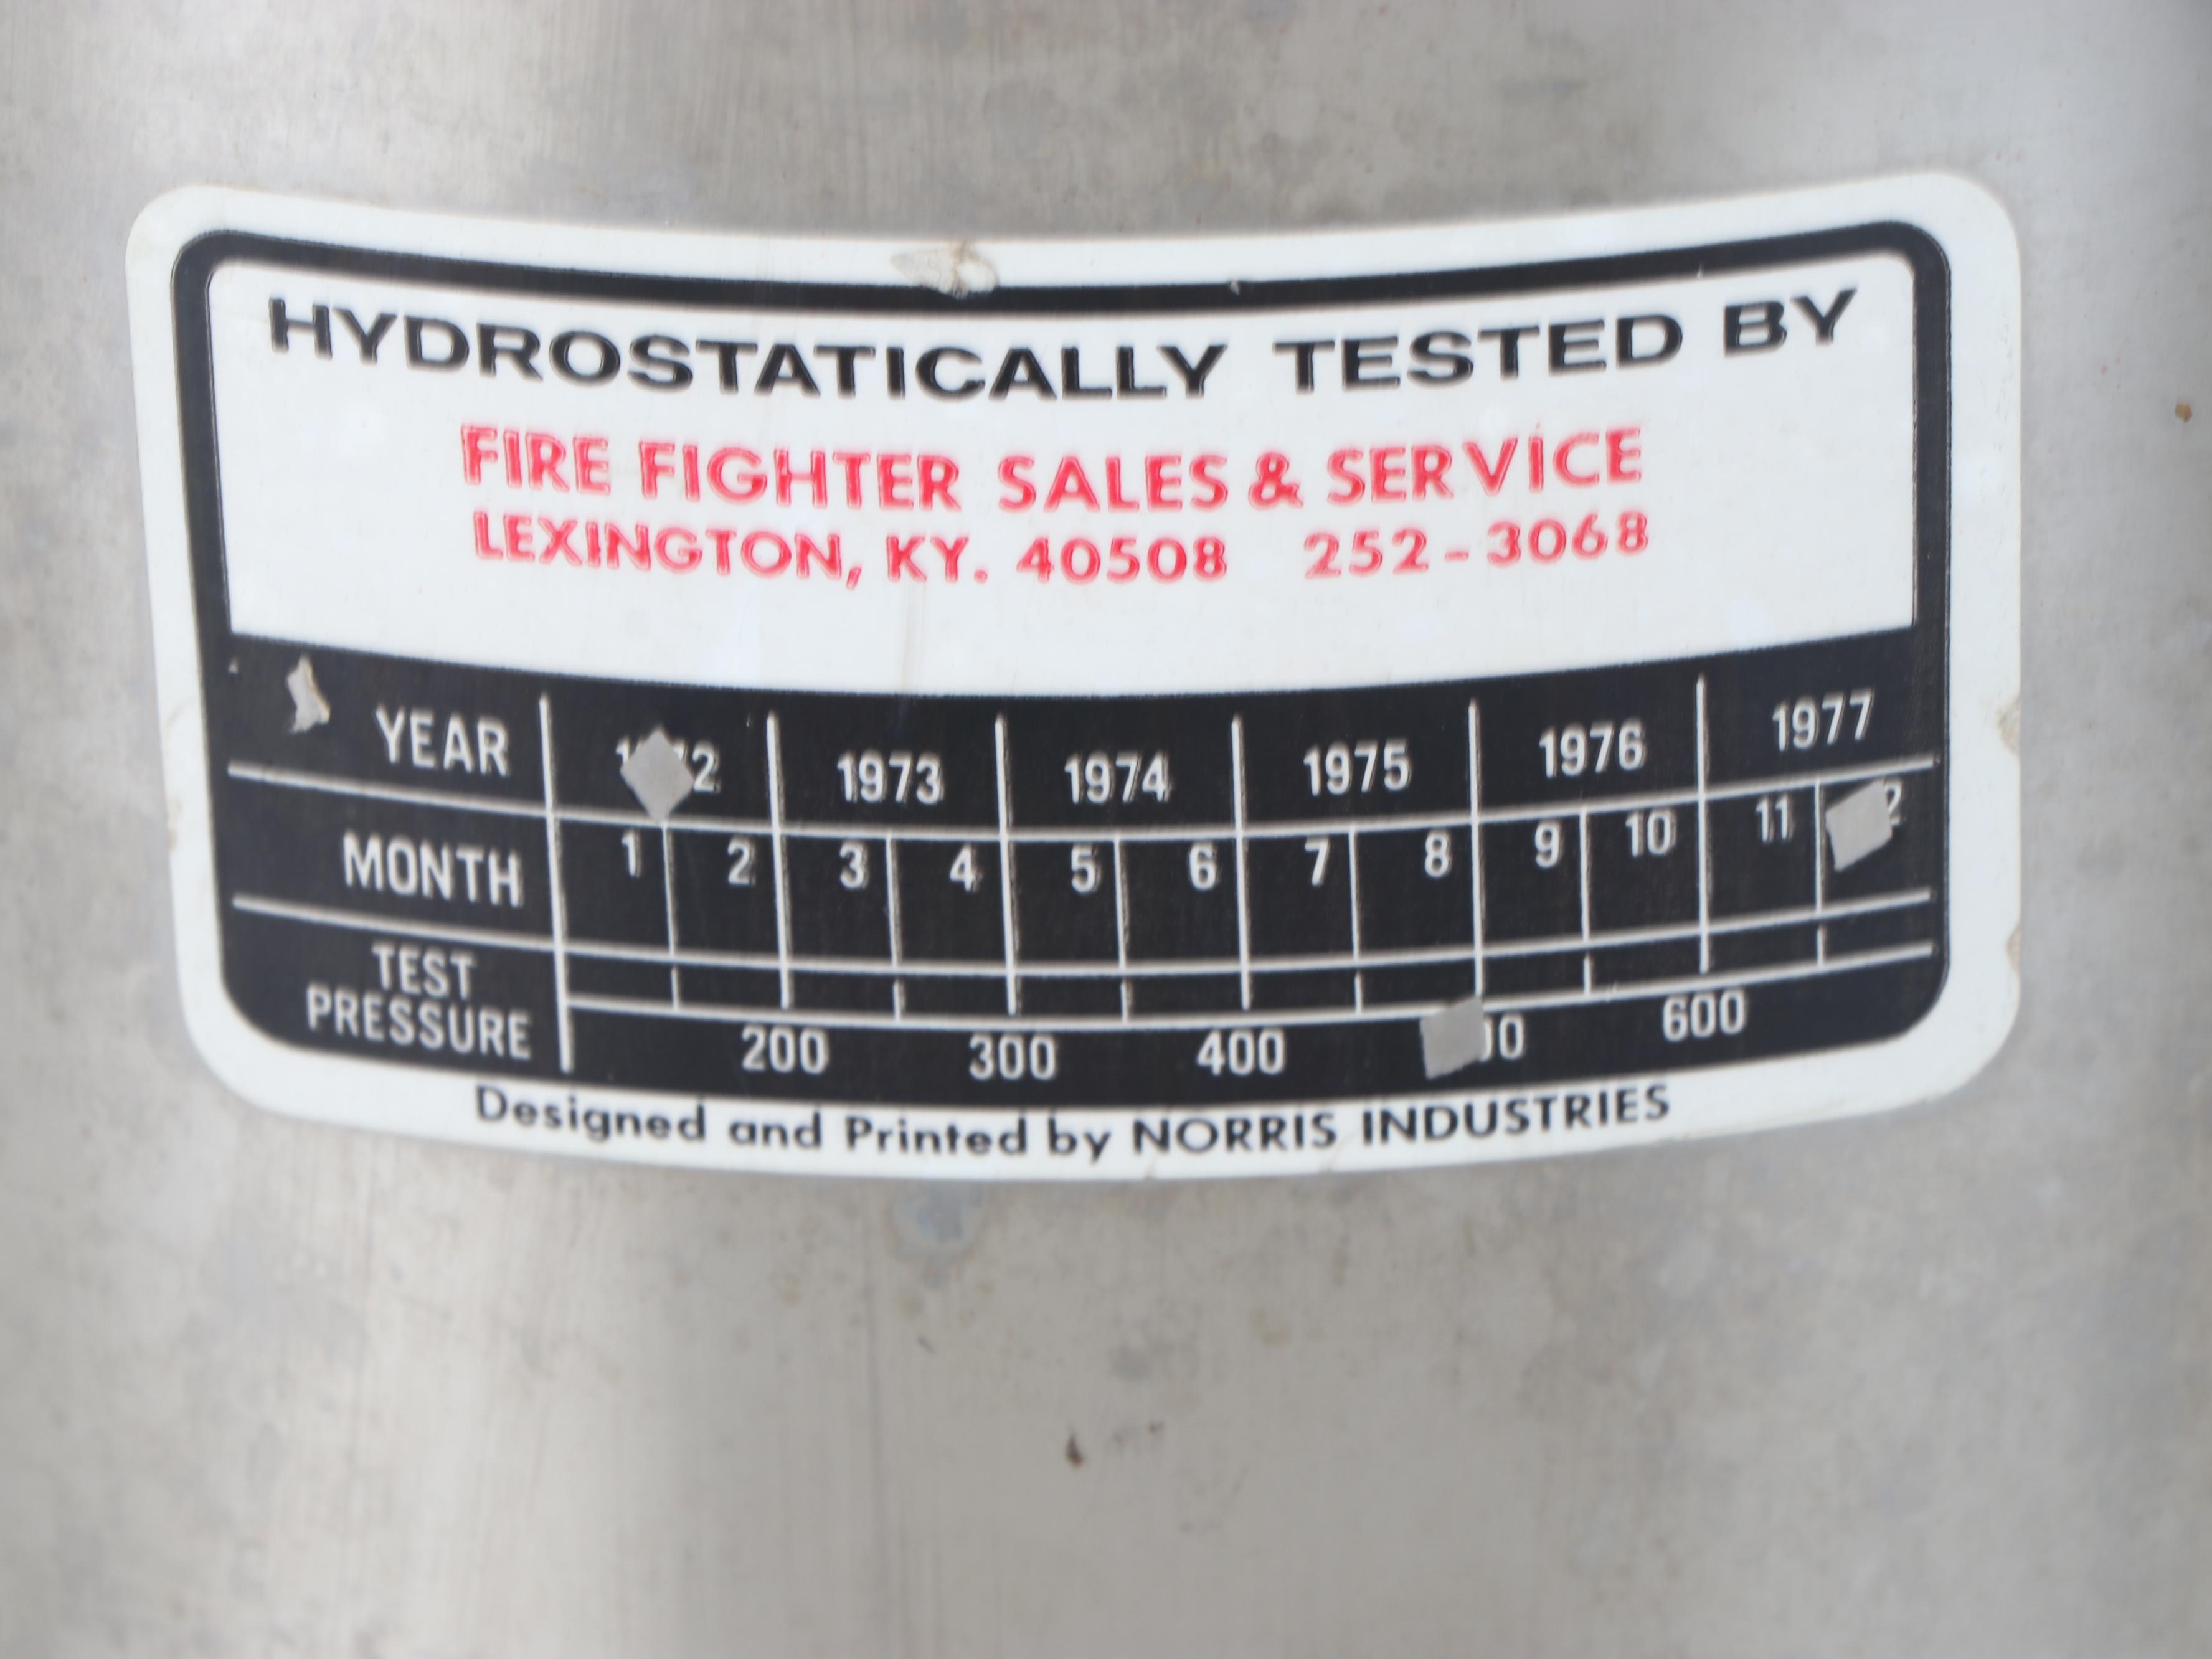 HYDROSTATICALLY TESTED BY
FIRE FIGHTER SALES & SERVICE
LEXINGTON, KY. 40508 252-3068
YEAR 1973 1974 1975 1976 1977
MONTH 1 2 3 4 5 6 7 8 9 10 11
TEST
PRESSURE
200 300 400 600
Designed and Printed by NORRIS INDUSTRIES